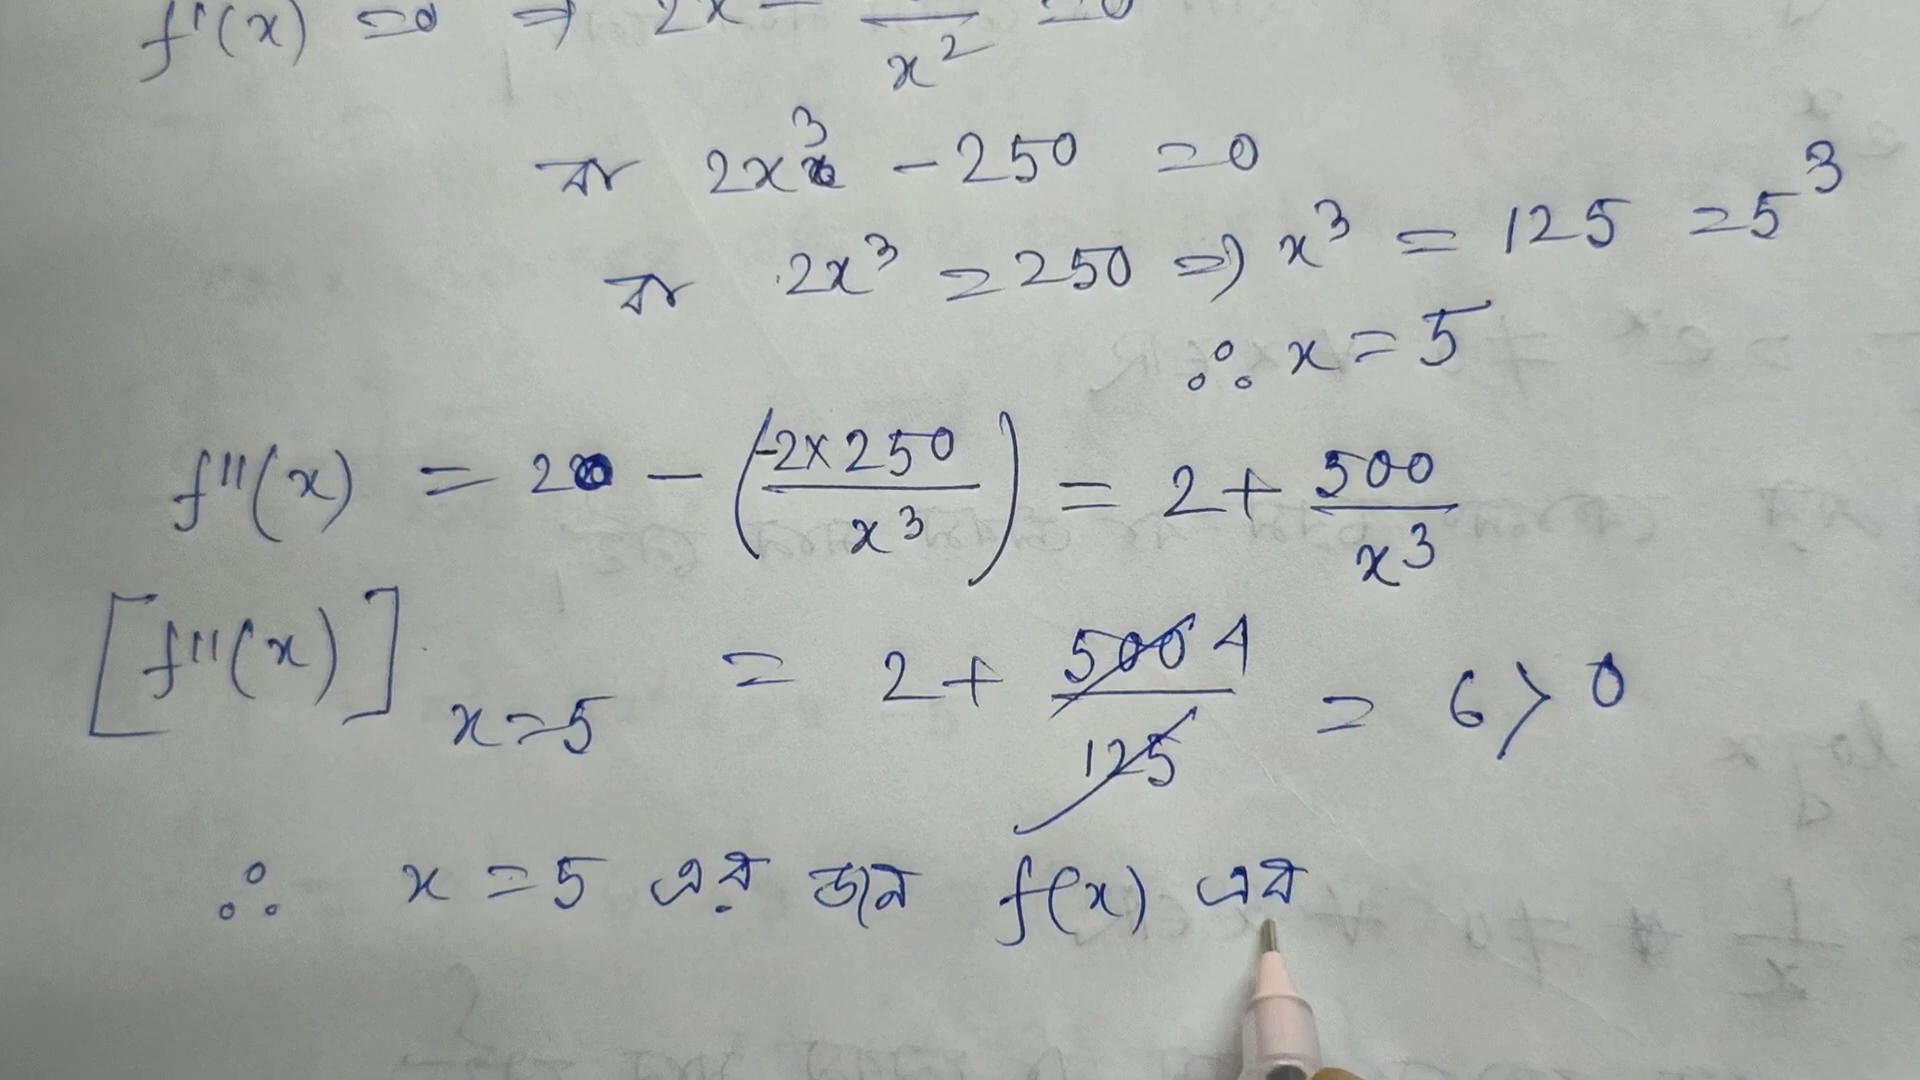 f'(x) = 0 ⇒ 2x - /x² = 0
বা 2x³ - 250 = 0
বা 2x³ = 250 ⇒ x³ = 125 = 5³
∴ x = 5
f''(x) = 2 - (-2×250/x³) = 2 + 500/x³
[f''(x)] x=5 = 2 + 500 4/125 = 6 > 0
∴ x = 5 এর জন্য f(x) এর